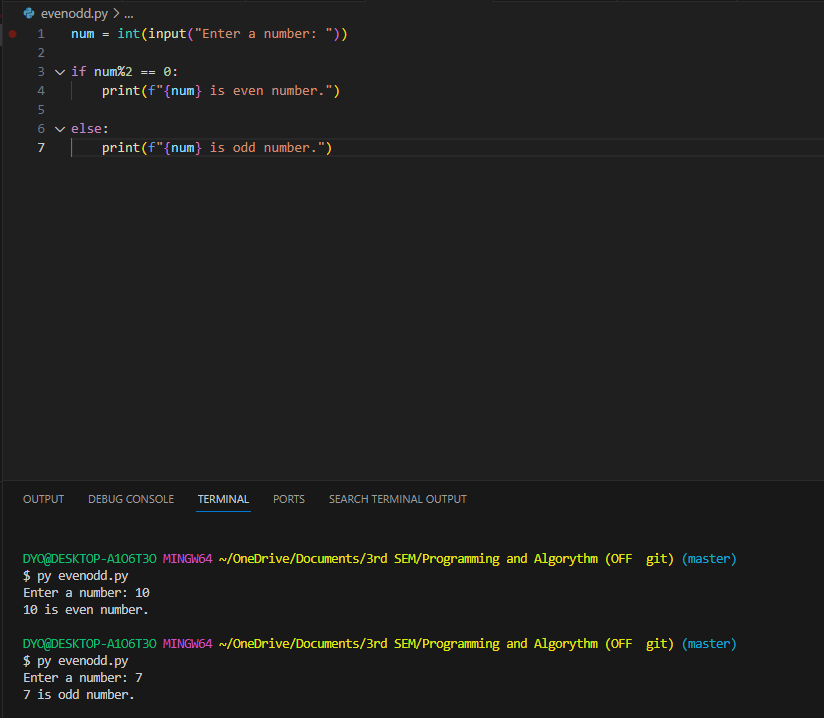 evenodd.py > ...
1 num = int(input("Enter a number: "))
2
3 if num%2 == 0:
4     print(f"{num} is even number.")
5
6 else:
7     print(f"{num} is odd number.")
OUTPUT DEBUG CONSOLE TERMINAL PORTS SEARCH TERMINAL OUTPUT
DYO@DESKTOP-A1O6T3O MINGW64 ~/OneDrive/Documents/3rd SEM/Programming and Algorythm (OFF  git) (master)
$ py evenodd.py
Enter a number: 10
10 is even number.
DYO@DESKTOP-A1O6T3O MINGW64 ~/OneDrive/Documents/3rd SEM/Programming and Algorythm (OFF  git) (master)
$ py evenodd.py
Enter a number: 7
7 is odd number.